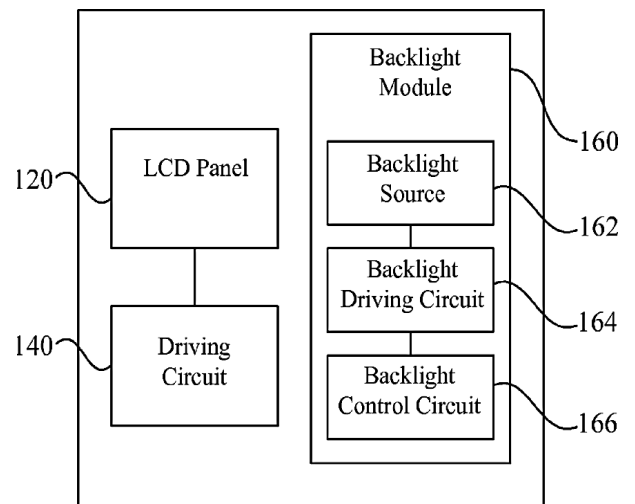 Backlight
Module
160
LCD Panel
120
Backlight
Source
162
Backlight
Driving Circuit
164
140
Driving
Circuit
Backlight
Control Circuit
166